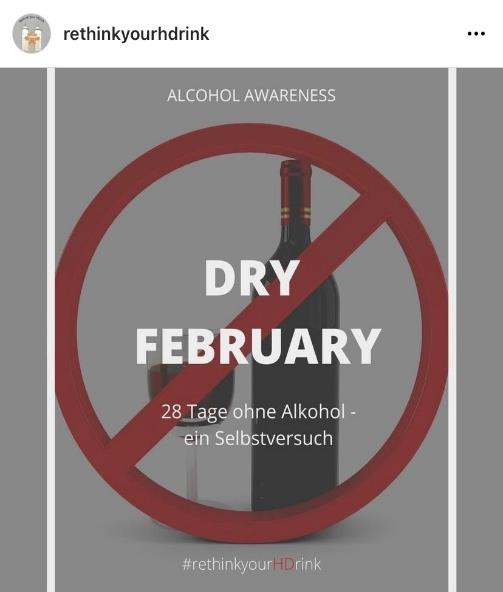 rethinkyourhdrink
ALCOHOL AWARENESS
DRY
FEBRUARY
28 Tage ohne Alkohol -
ein Selbstversuch
#rethinkyourHDrink